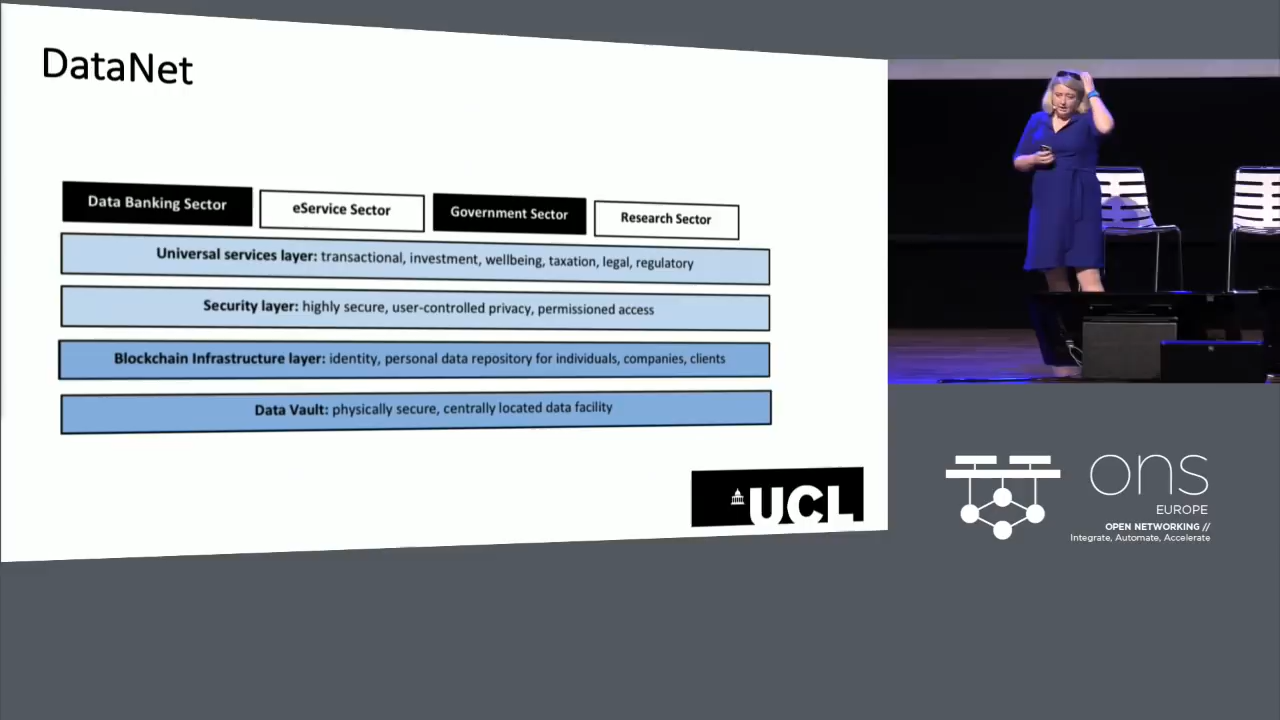 DataNet
Data Banking Sector
eService Sector
Government Sector
Research Sector
Universal services layer: transactional, investment, wellbeing, taxation, legal, regulatory
Security layer: highly secure, user-controlled privacy, permissioned access
Blockchain Infrastructure layer: identity, personal data repository for individuals, companies, clients
Data Vault: physically secure, centrally located data facility
UCL
ons
EUROPE
OPEN NETWORKING //
Integrate, Automate, Accelerate